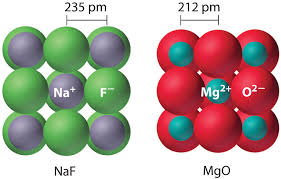 235 pm
212 pm
Na⁺ F⁻
Mg²⁺ O²⁻
NaF
MgO